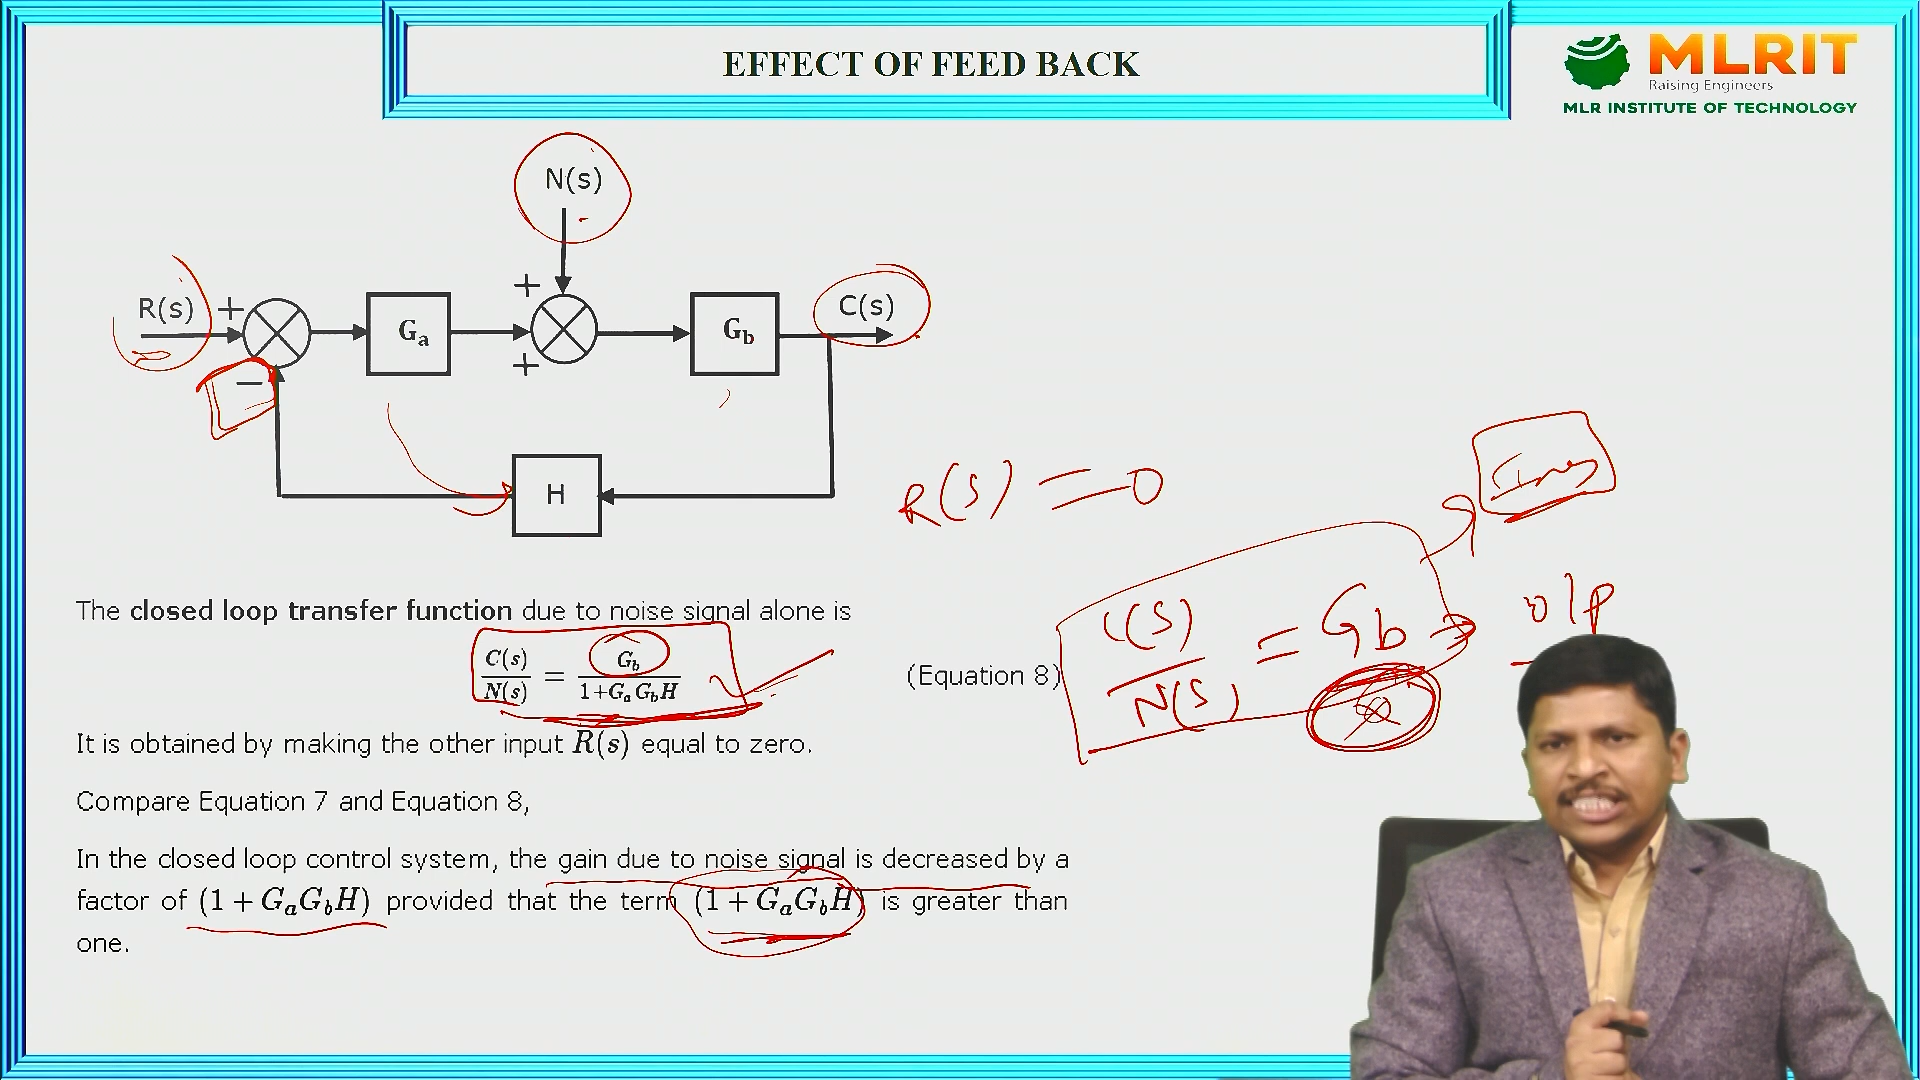 EFFECT OF FEED BACK
MLRIT
Raising Engineers
MLR INSTITUTE OF TECHNOLOGY
N(s)
R(s) + Ga + + Gb C(s)
−
H
R(s) = 0
The closed loop transfer function due to noise signal alone is
C(s)/N(s) = Gb/1+GaGbH (Equation 8)
C(s)/N(s) = Gb
o/p
It is obtained by making the other input R(s) equal to zero.
Compare Equation 7 and Equation 8,
In the closed loop control system, the gain due to noise signal is decreased by a
factor of (1 + GaGbH) provided that the term (1 + GaGbH) is greater than
one.